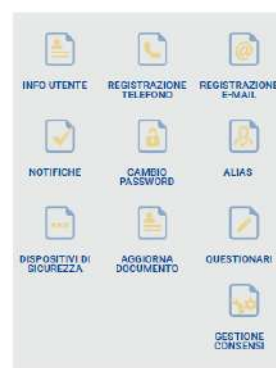 INFO UTENTE
REGISTRAZIONE
TELEFONO
REGISTRAZIONE
E-MAIL
NOTIFICHE
CAMBIO
PASSWORD
ALIAS
DISPOSITIVI DI
SICUREZZA
AGGIORNA
DOCUMENTO
QUESTIONARI
GESTIONE
CONSENSI